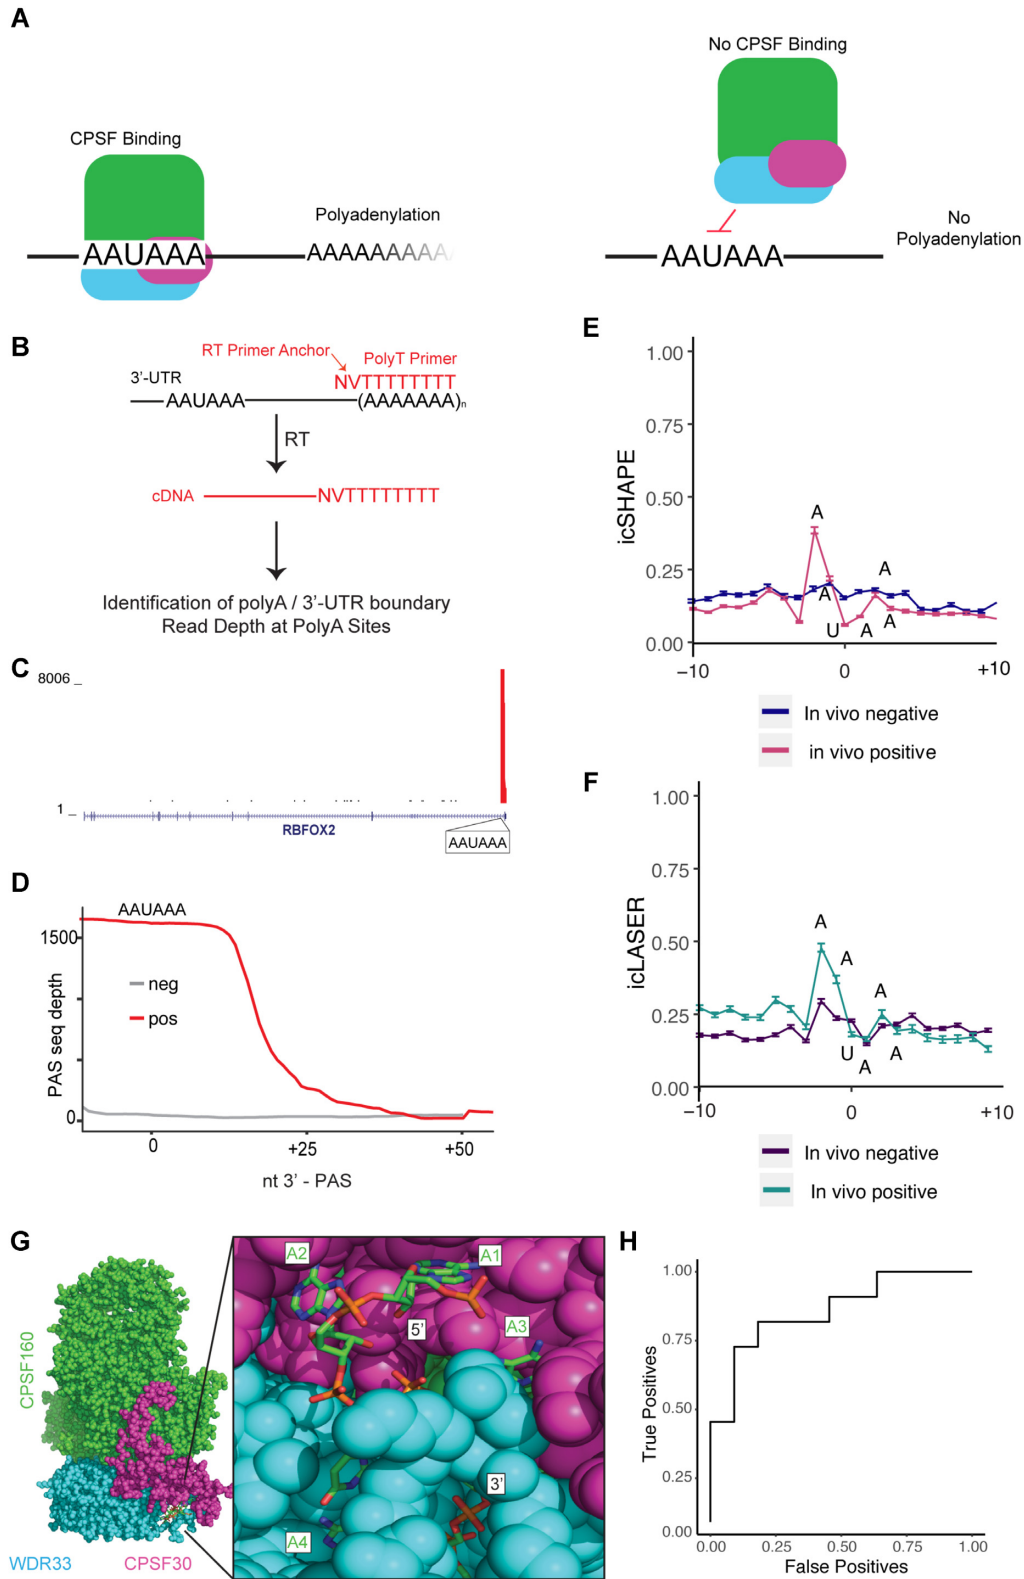 A
CPSF Binding
AAUAAA
Polyadenylation
AAAAAAAAAA
No CPSF Binding
AAUAAA
No
Polyadenylation
B
RT Primer Anchor
PolyT Primer
3'-UTR
NVTTTTTTTT
AAUAAA
(AAAAAAA)n
RT
cDNA
NVTTTTTTTT
Identification of polyA / 3'-UTR boundary
Read Depth at PolyA Sites
C
8006
1
RBFOX2
AAUAAA
D
AAUAAA
1500
PAS seq depth
neg
pos
0
0
+25
+50
nt 3' - PAS
E
1.00
0.75
0.50
icSHAPE
0.25
0.00
A
A
A
U
A
A
−10
0
+10
In vivo negative
in vivo positive
F
1.00
0.75
0.50
icLASER
0.25
0.00
A
A
A
U
A
A
−10
0
+10
In vivo negative
In vivo positive
G
CPSF160
WDR33
CPSF30
A2
A1
5'
A3
3'
A4
H
1.00
0.75
0.50
0.25
0.00
True Positives
0.00
0.25
0.50
0.75
1.00
False Positives